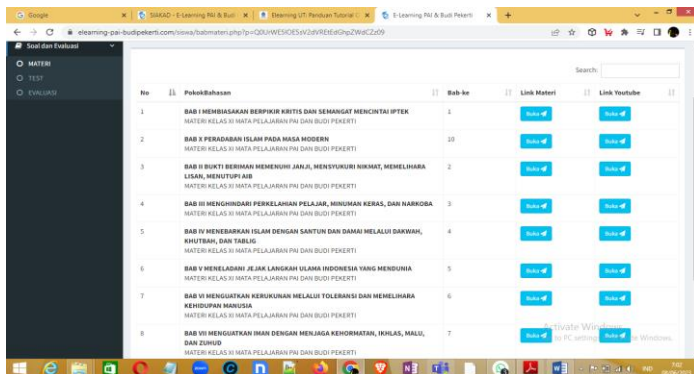 Google
SIAKAD - E-Learning PAI & Budi
Elearning UT: Panduan Tutorial
E-Learning PAI & Budi Pekerti
elearning-pai-budipekerti.com/siswa/babmateri.php
Soal dan Evaluasi
MATERI
TEST
EVALUASI
Search:
No PokokBahasan Bab-ke Link Materi Link Youtube
1 BAB I MEMBIASAKAN BERPIKIR KRITIS DAN SEMANGAT MENCINTAI IPTEK 1 Buka Buka
MATERI KELAS XI MATA PELAJARAN PAI DAN BUDI PEKERTI
2 BAB X PERADABAN ISLAM PADA MASA MODERN 10 Buka Buka
MATERI KELAS XI MATA PELAJARAN PAI DAN BUDI PEKERTI
3 BAB II BUKTI BERIMAN MEMENUHI JANJI, MENSYUKURI NIKMAT, MEMELIHARA 2 Buka Buka
LISAN, MENUTUPI AIB
MATERI KELAS XI MATA PELAJARAN PAI DAN BUDI PEKERTI
4 BAB III MENGHINDARI PERKELAHIAN PELAJAR, MINUMAN KERAS, DAN NARKOBA 3 Buka Buka
MATERI KELAS XI MATA PELAJARAN PAI DAN BUDI PEKERTI
5 BAB IV MENEBARKAN ISLAM DENGAN SANTUN DAN DAMAI MELALUI DAKWAH, 4 Buka Buka
KHUTBAH, DAN TABLIG
MATERI KELAS XI MATA PELAJARAN PAI DAN BUDI PEKERTI
6 BAB V MENELADANI JEJAK LANGKAH ULAMA INDONESIA YANG MENDUNIA 5 Buka Buka
MATERI KELAS XI MATA PELAJARAN PAI DAN BUDI PEKERTI
7 BAB VI MENGUATKAN KERUKUNAN MELALUI TOLERANSI DAN MEMELIHARA 6 Buka Buka
KEHIDUPAN MANUSIA
MATERI KELAS XI MATA PELAJARAN PAI DAN BUDI PEKERTI
8 BAB VII MENGUATKAN IMAN DENGAN MENJAGA KEHORMATAN, IKHLAS, MALU, 7 Buka Buka
DAN ZUHUD
MATERI KELAS XI MATA PELAJARAN PAI DAN BUDI PEKERTI
Activate Windows
to PC settings Windows.
IND 7:02